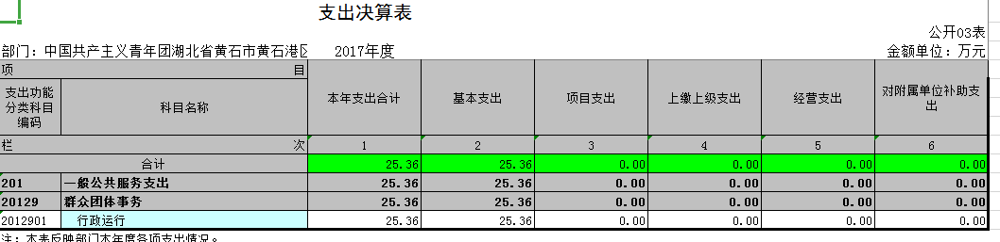 支出决算表
公开03表
部门：中国共产主义青年团湖北省黄石市黄石港区 2017年度 金额单位：万元
项 目 本年支出合计 基本支出 项目支出 上缴上级支出 经营支出 对附属单位补助支出
支出功能分类科目编码 科目名称
栏 次 1 2 3 4 5 6
合计 25.36 25.36 0.00 0.00 0.00 0.00
201 一般公共服务支出 25.36 25.36 0.00 0.00 0.00 0.00
20129 群众团体事务 25.36 25.36 0.00 0.00 0.00 0.00
2012901 行政运行 25.36 25.36 0.00 0.00 0.00 0.00
注：本表反映部门本年度各项支出情况。